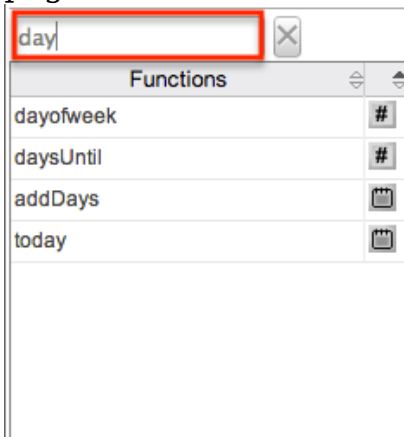 day
Functions
dayofweek #
daysUntil #
addDays
today